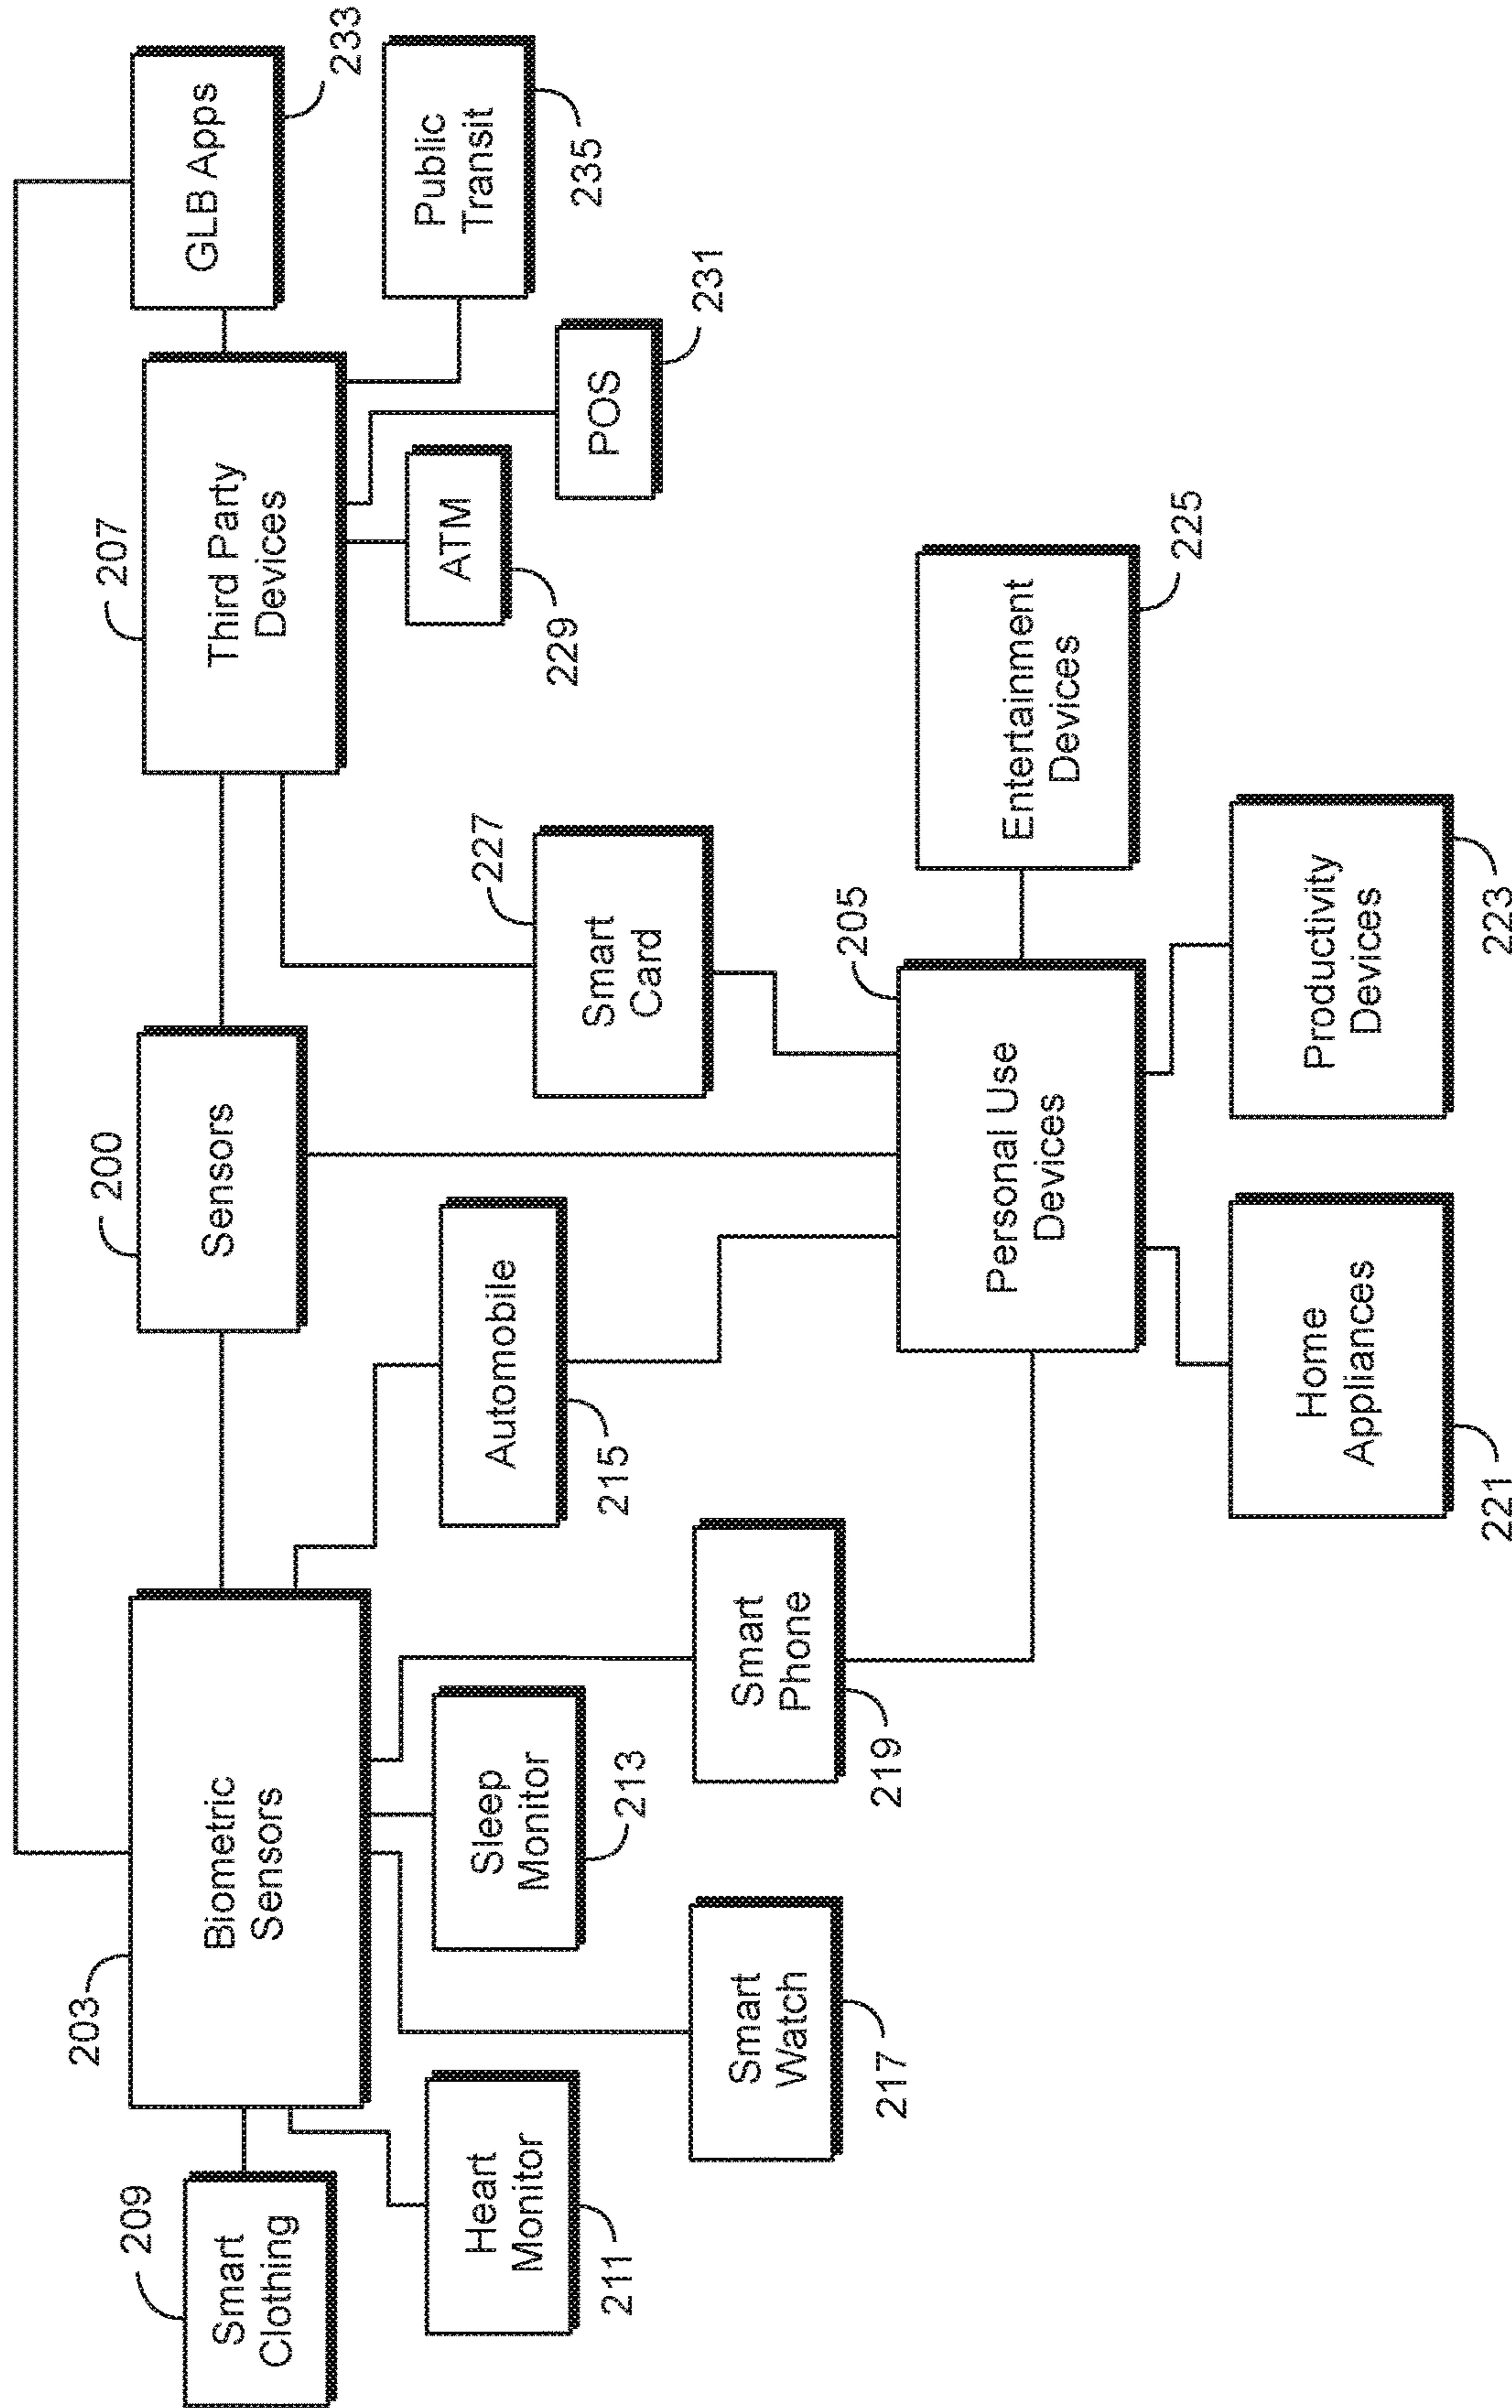 200
Sensors
203
Biometric
Sensors
207
Third Party
Devices
GLB Apps
233
209
Smart
Clothing
Heart
Monitor
211
Sleep
Monitor
213
Automobile
215
ATM
229
Public
Transit
235
POS
231
Smart
Watch
217
Smart
Phone
219
227
Smart
Card
205
Personal Use
Devices
Entertainment
Devices
225
Home
Appliances
221
Productivity
Devices
223